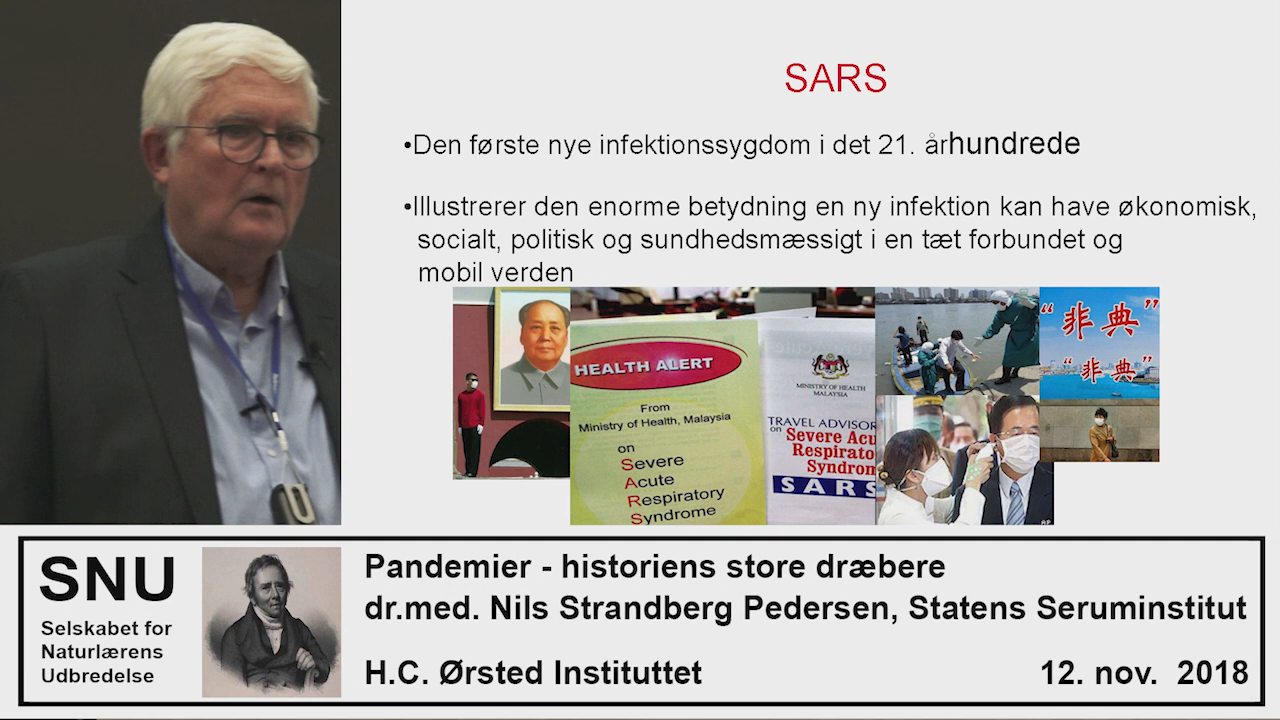 SARS
•Den første nye infektionssygdom i det 21. århundrede
•Illustrerer den enorme betydning en ny infektion kan have økonomisk,
socialt, politisk og sundhedsmæssigt i en tæt forbundet og
mobil verden
HEALTH ALERT
From
Ministry of Health, Malaysia
on
Severe
Acute
Respiratory
Syndrome
MINISTRY OF HEALTH
MALAYSIA
TRAVEL ADVISOR
on Severe Acu
Respirato
Syndrom
SARS
“非典”
“非典”
AP
SNU
Selskabet for
Naturlærens
Udbredelse
Pandemier - historiens store dræbere
dr.med. Nils Strandberg Pedersen, Statens Seruminstitut
H.C. Ørsted Instituttet
12. nov. 2018